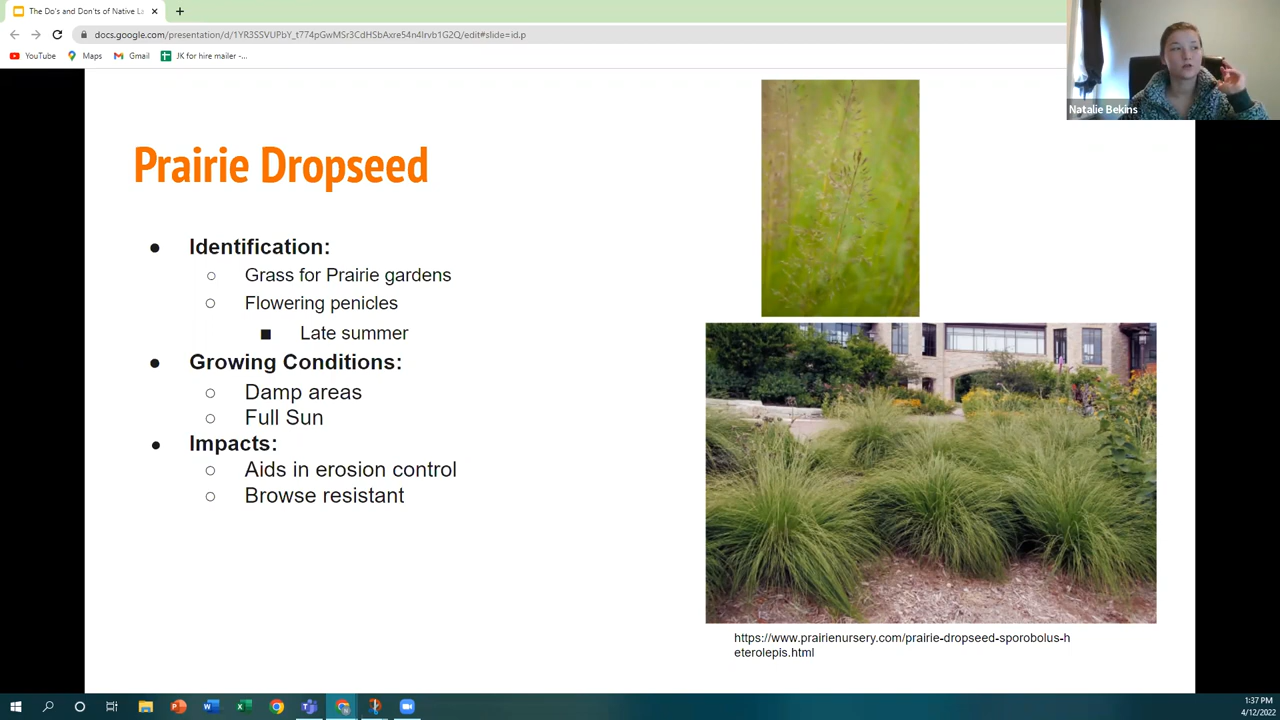 The Do's and Don'ts of Native La
docs.google.com/presentation/d/1YR3SSVUPbY_t774pGwMSr3CdHSbAxre54n4lrvb1G2Q/edit#slide=id.p
YouTube
Maps
Gmail
JK for hire mailer -...
Natalie Bekins
Prairie Dropseed
Identification:
Grass for Prairie gardens
Flowering penicles
Late summer
Growing Conditions:
Damp areas
Full Sun
Impacts:
Aids in erosion control
Browse resistant
https://www.prairienursery.com/prairie-dropseed-sporobolus-h
eterolepis.html
1:37 PM
4/12/2022